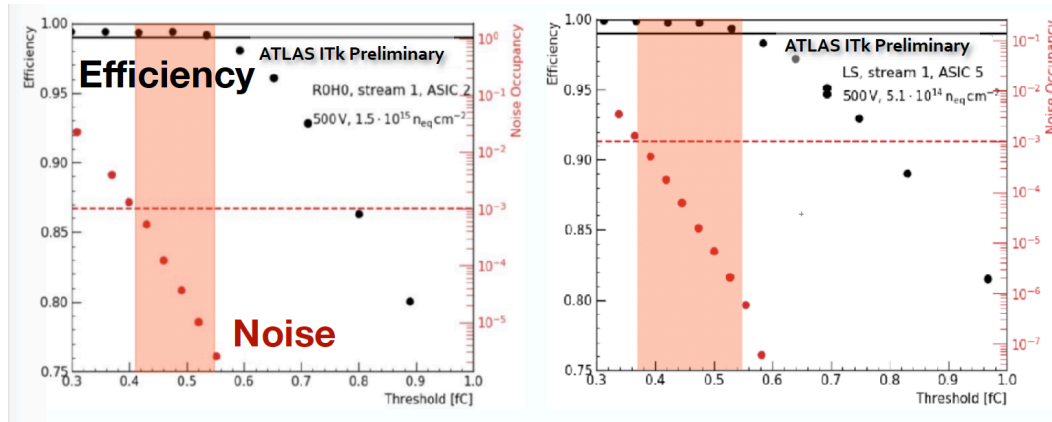 1.00
0.95
0.90
0.85
0.80
0.75
Efficiency
0.3 0.4 0.5 0.6 0.7 0.8 0.9 1.0
Threshold [fC]
10⁰
10⁻¹
10⁻²
10⁻³
10⁻⁴
10⁻⁵
Noise Occupancy
ATLAS ITk Preliminary
Efficiency
R0H0, stream 1, ASIC 2
500 V, 1.5 · 10¹⁵ n_eq cm⁻²
Noise
1.00
0.95
0.90
0.85
0.80
0.75
Efficiency
0.3 0.4 0.5 0.6 0.7 0.8 0.9 1.0
Threshold [fC]
10⁻¹
10⁻²
10⁻³
10⁻⁴
10⁻⁵
10⁻⁶
10⁻⁷
Noise Occupancy
ATLAS ITk Preliminary
LS, stream 1, ASIC 5
500 V, 5.1 · 10¹⁴ n_eq cm⁻²